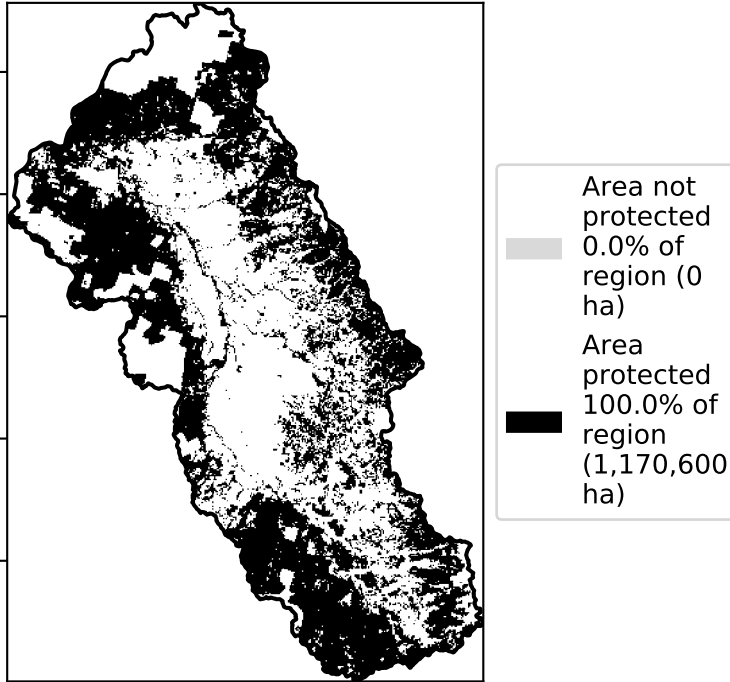 Area not
protected
0.0% of
region (0
ha)
Area
protected
100.0% of
region
(1,170,600
ha)